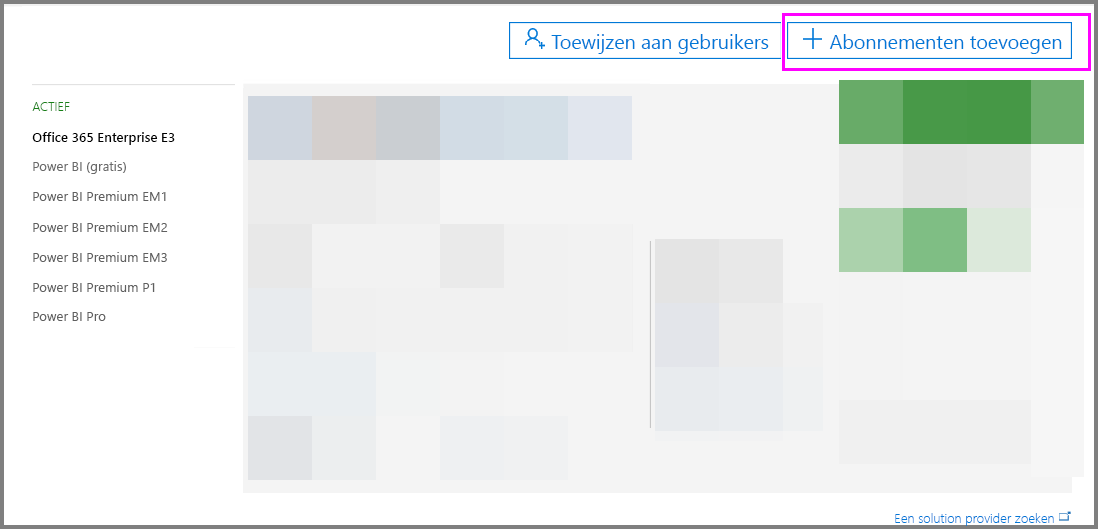 Toewijzen aan gebruikers
Abonnementen toevoegen
ACTIEF
Office 365 Enterprise E3
Power BI (gratis)
Power BI Premium EM1
Power BI Premium EM2
Power BI Premium EM3
Power BI Premium P1
Power BI Pro
Een solution provider zoeken